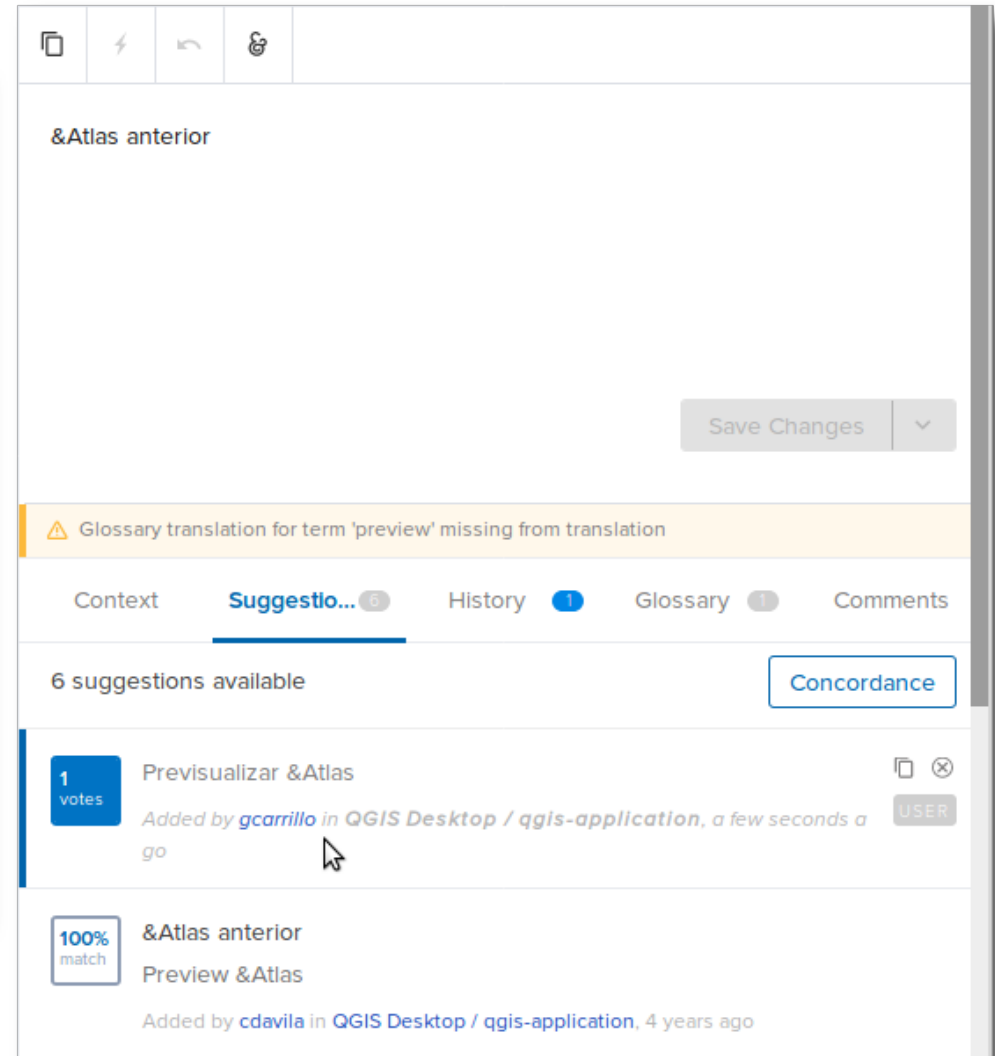 &
&Atlas anterior
Save Changes
Glossary translation for term 'preview' missing from translation
Context Suggestio... 6 History 1 Glossary 1 Comments
6 suggestions available
Concordance
1
votes
Previsualizar &Atlas
USER
Added by gcarrillo in QGIS Desktop / qgis-application, a few seconds a
go
100%
match
&Atlas anterior
Preview &Atlas
Added by cdavila in QGIS Desktop / qgis-application, 4 years ago